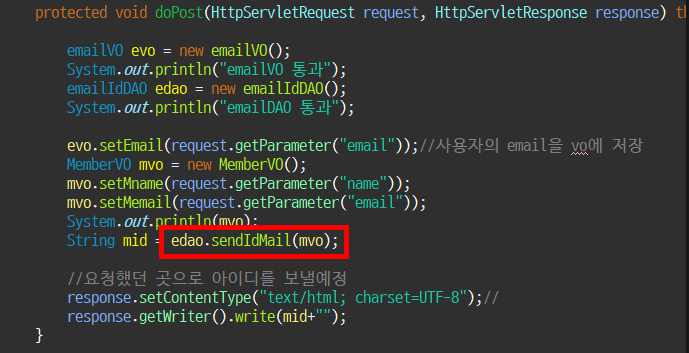 protected void doPost(HttpServletRequest request, HttpServletResponse response) th
emailVO evo = new emailVO();
System.out.println("emailVO 통과");
emailIdDAO edao = new emailIdDAO();
System.out.println("emailDAO 통과");
evo.setEmail(request.getParameter("email"));//사용자의 email을 vo에 저장
MemberVO mvo = new MemberVO();
mvo.setMname(request.getParameter("name"));
mvo.setMemail(request.getParameter("email"));
System.out.println(mvo);
String mid = edao.sendIdMail(mvo);
//요청했던 곳으로 아이디를 보낼예정
response.setContentType("text/html; charset=UTF-8");//
response.getWriter().write(mid+"");
}